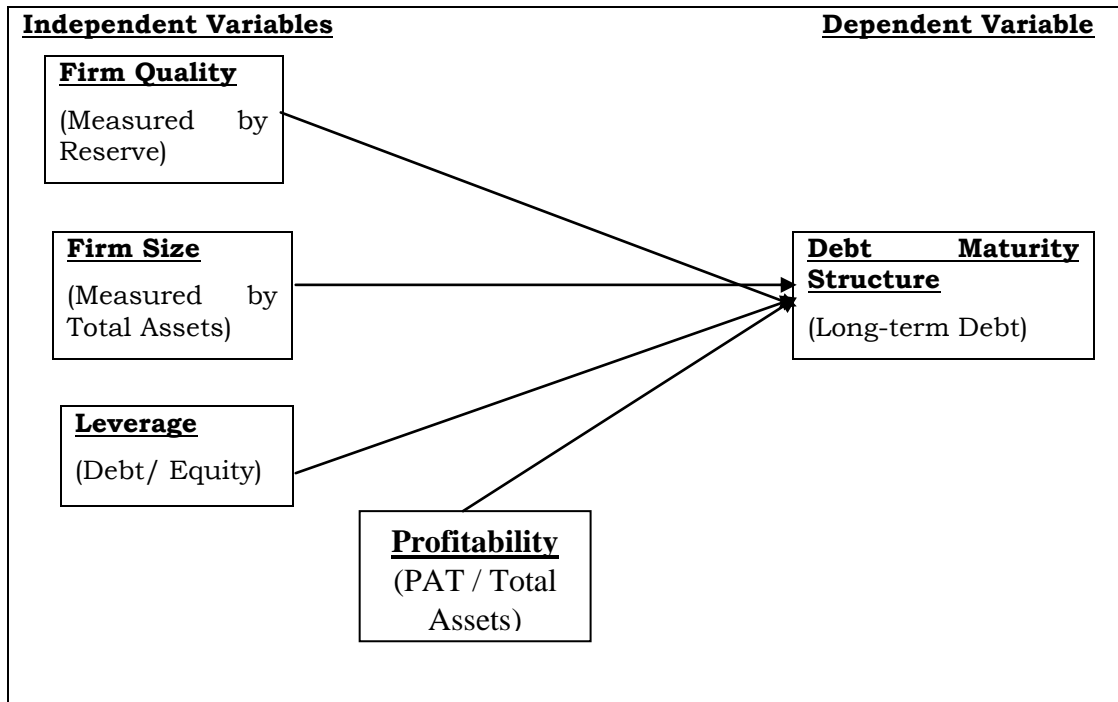 Independent Variables
Dependent Variable
Firm Quality
(Measured by
Reserve)
Firm Size
(Measured by
Total Assets)
Debt Maturity
Structure
(Long-term Debt)
Leverage
(Debt/ Equity)
Profitability
(PAT / Total
Assets)